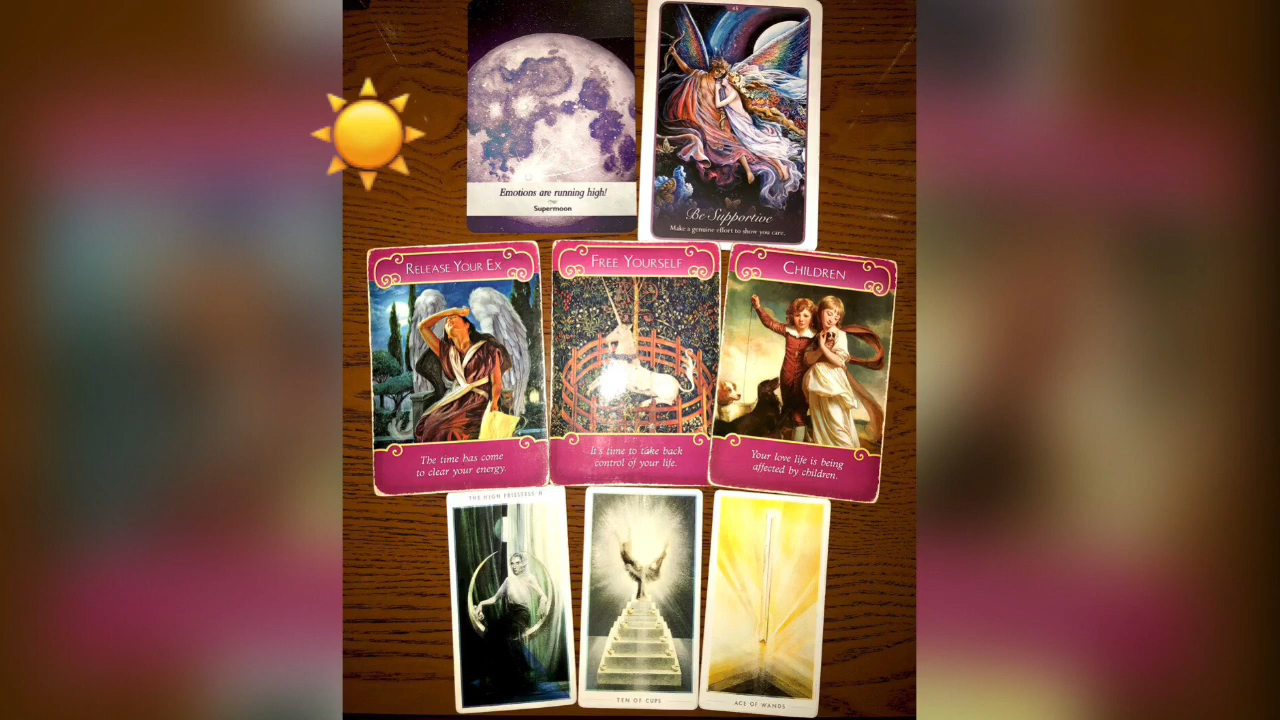 Emotions are running high!
Supermoon
Be Supportive
Make a genuine effort to show you care.
RELEASE YOUR EX
FREE YOURSELF
CHILDREN
The time has come
to clear your energy.
It's time to take back
control of your life.
Your love life is being
affected by children.
THE HIGH PRIESTESS II
TEN OF CUPS
ACE OF WANDS